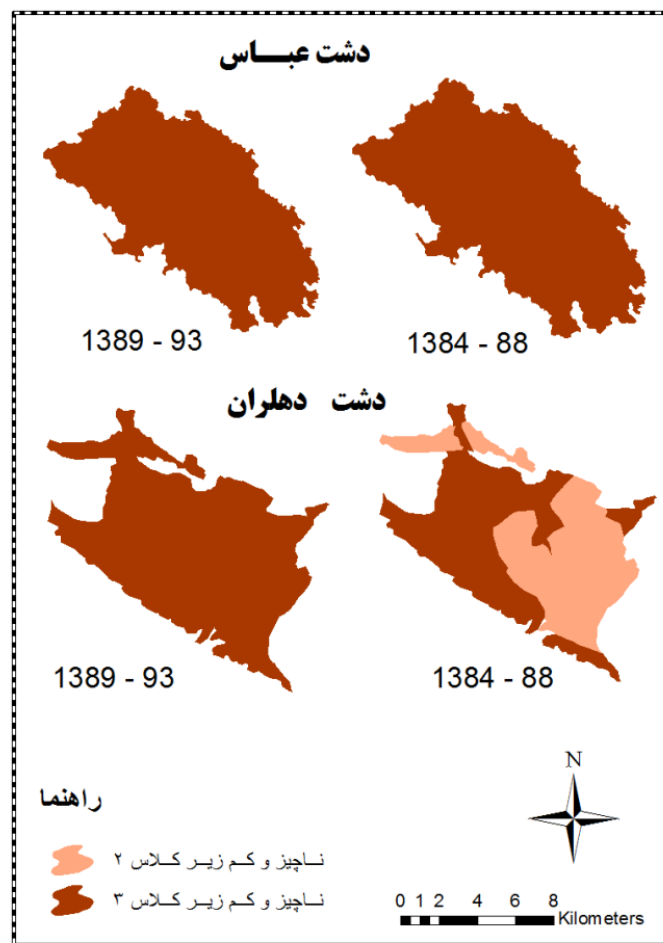 دشت عبـــاس
1384 - 88
1389 - 93
دشت دهلران
1384 - 88
1389 - 93
N
راهنما
نـاچیز و کـم زیـر کـلاس ۲
نـاچیز و کـم زیـر کـلاس ۳
0 1 2 4 6 8
Kilometers